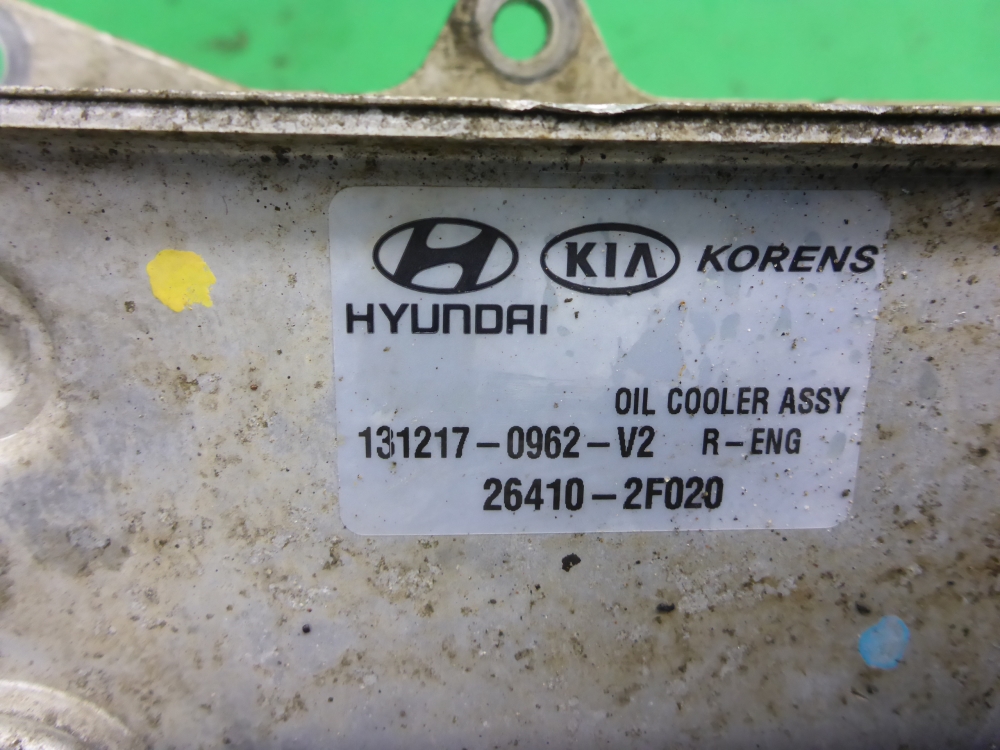 KIA KORENS
HYUNDAI
OIL COOLER ASSY
131217-0962-V2 R-ENG
26410-2F020